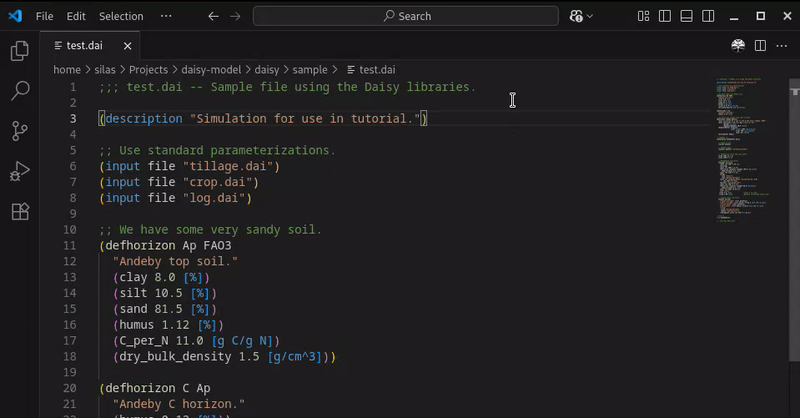 File Edit Selection ... Search
test.dai
home > silas > Projects > daisy-model > daisy > sample > test.dai
1 ;;; test.dai -- Sample file using the Daisy libraries.
2
3 (description "Simulation for use in tutorial.")
4
5 ;; Use standard parameterizations.
6 (input file "tillage.dai")
7 (input file "crop.dai")
8 (input file "log.dai")
9
10 ;; We have some very sandy soil.
11 (defhorizon Ap FAO3
12 "Andeby top soil."
13 (clay 8.0 [%])
14 (silt 10.5 [%])
15 (sand 81.5 [%])
16 (humus 1.12 [%])
17 (C_per_N 11.0 [g C/g N])
18 (dry_bulk_density 1.5 [g/cm^3]))
19
20 (defhorizon C Ap
21 "Andeby C horizon."